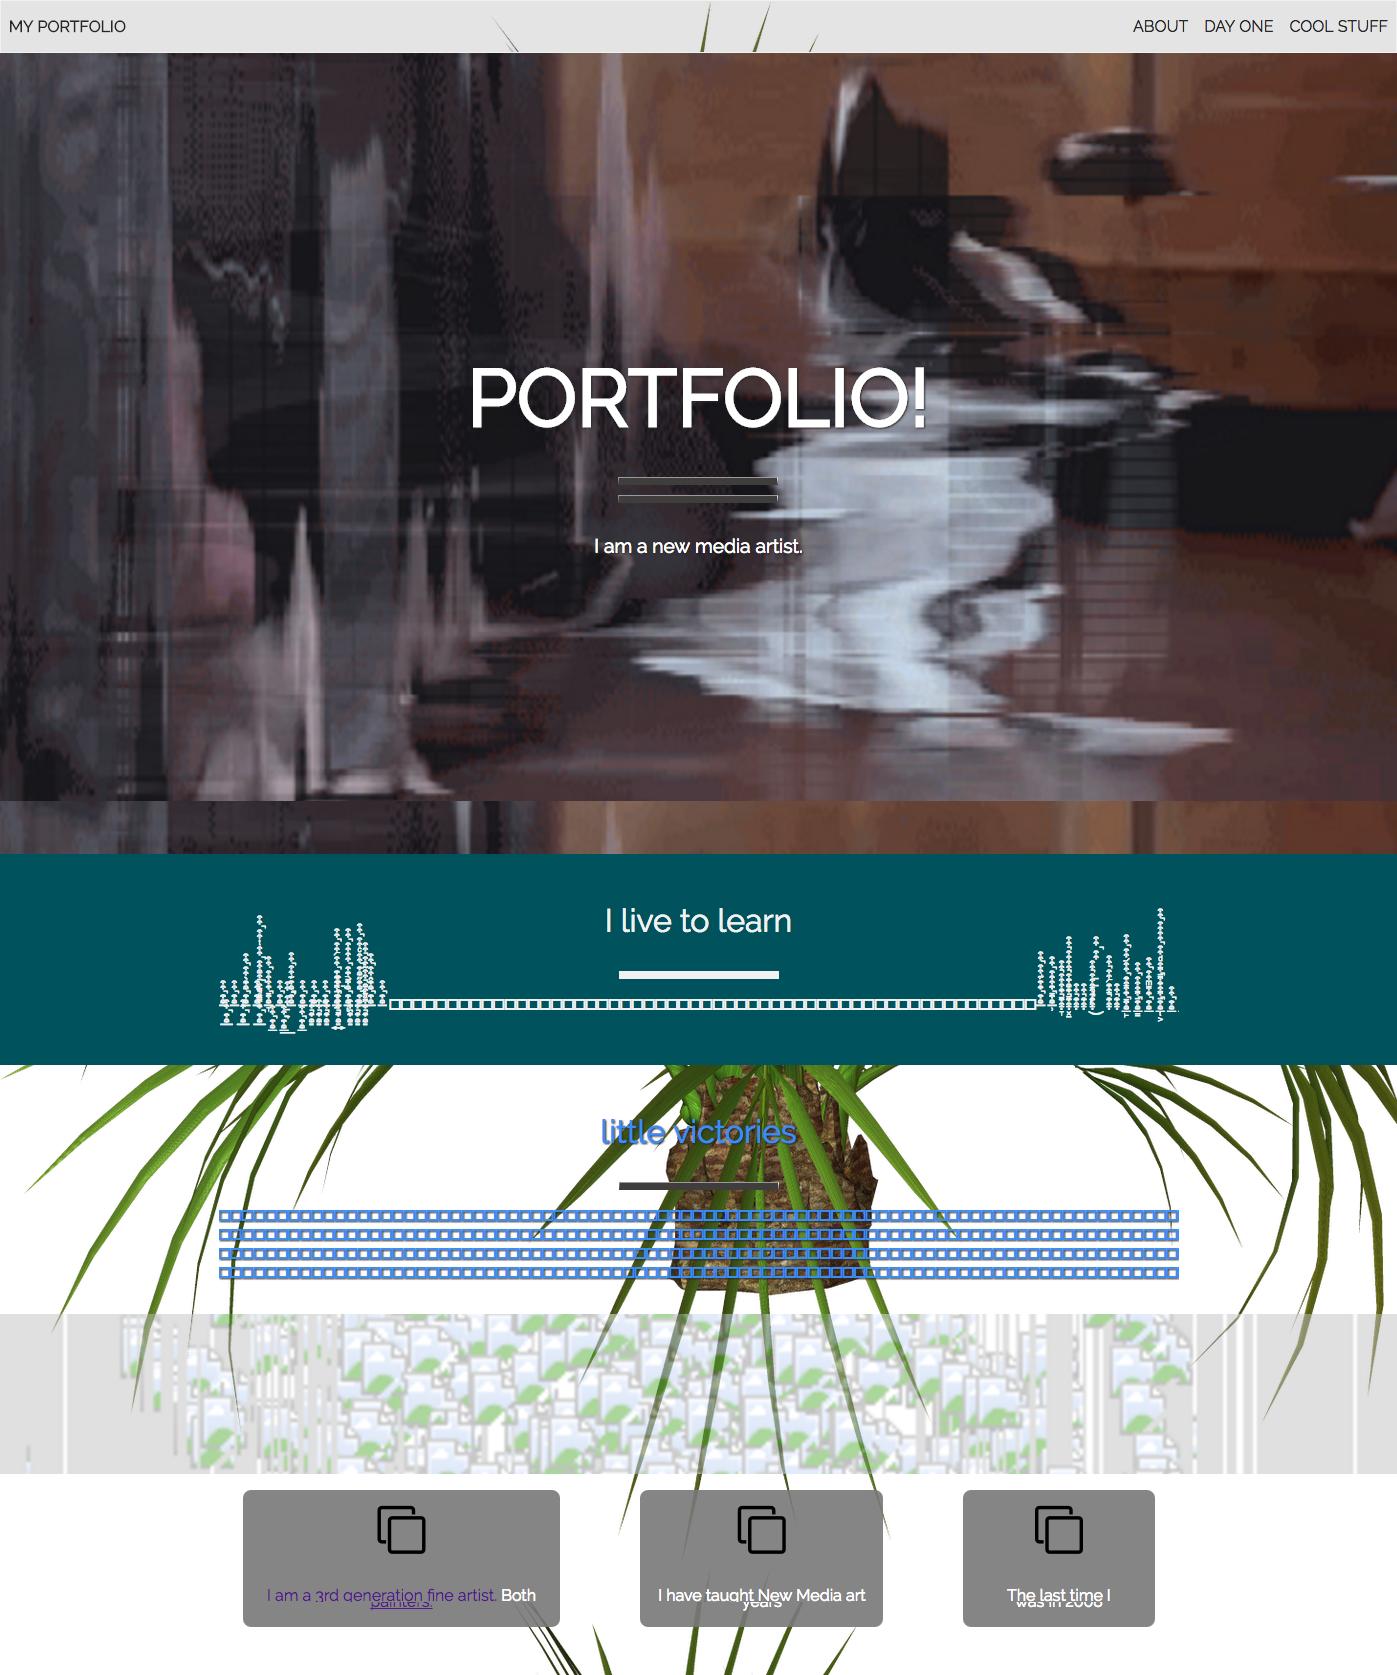 MY PORTFOLIO
ABOUT DAY ONE COOL STUFF
PORTFOLIO!
I am a new media artist.
I live to learn
little victories
I am a 3rd generation fine artist. Both
painters.
I have taught New Media art
years
The last time I
was in 2008